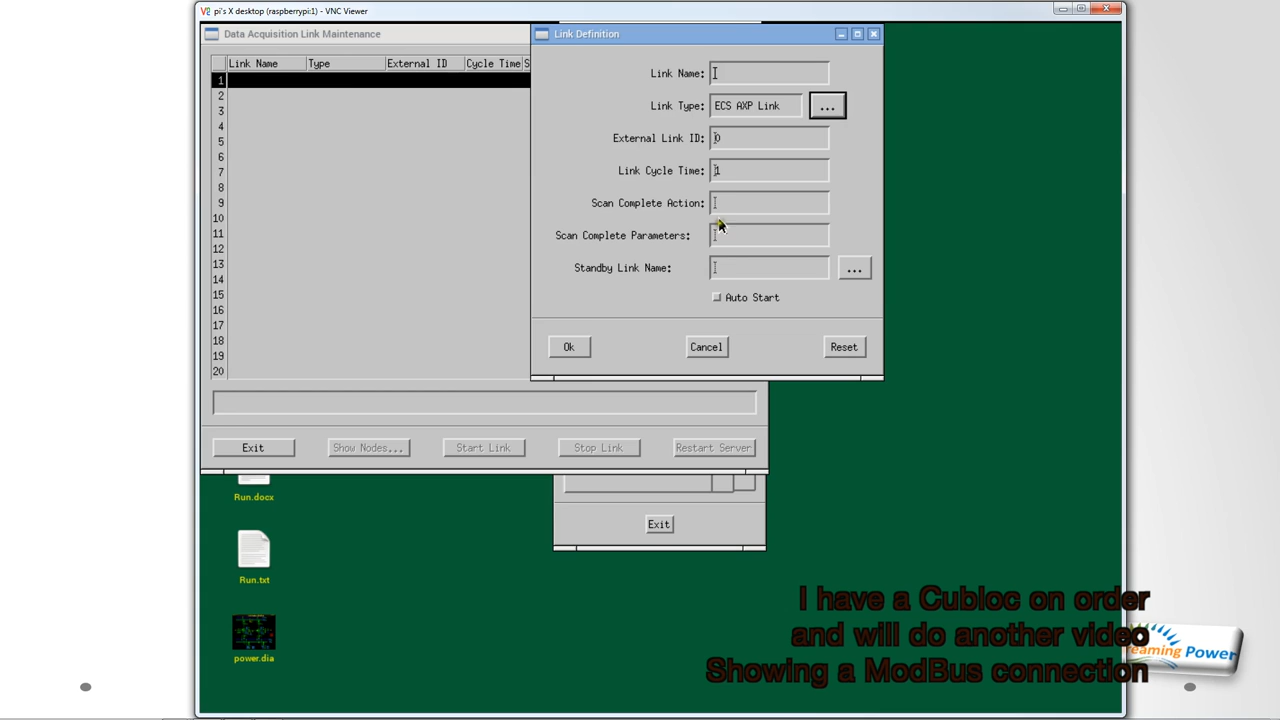 pi's X desktop (raspberrypi:1) - VNC Viewer
Data Acquisition Link Maintenance
Link Definition
Link Name Type External ID Cycle Time S
1
2
3
4
5
6
7
8
9
10
11
12
13
14
15
16
17
18
19
20
Link Name:
Link Type: ECS AXP Link ...
External Link ID: 0
Link Cycle Time: 1
Scan Complete Action:
Scan Complete Parameters:
Standby Link Name: ...
Auto Start
Ok Cancel Reset
Exit Show Nodes... Start Link Stop Link Restart Server
Run.docx
Exit
Run.txt
power.dia
I have a Cubloc on order
and will do another video
Showing a ModBus connection
reaming Power